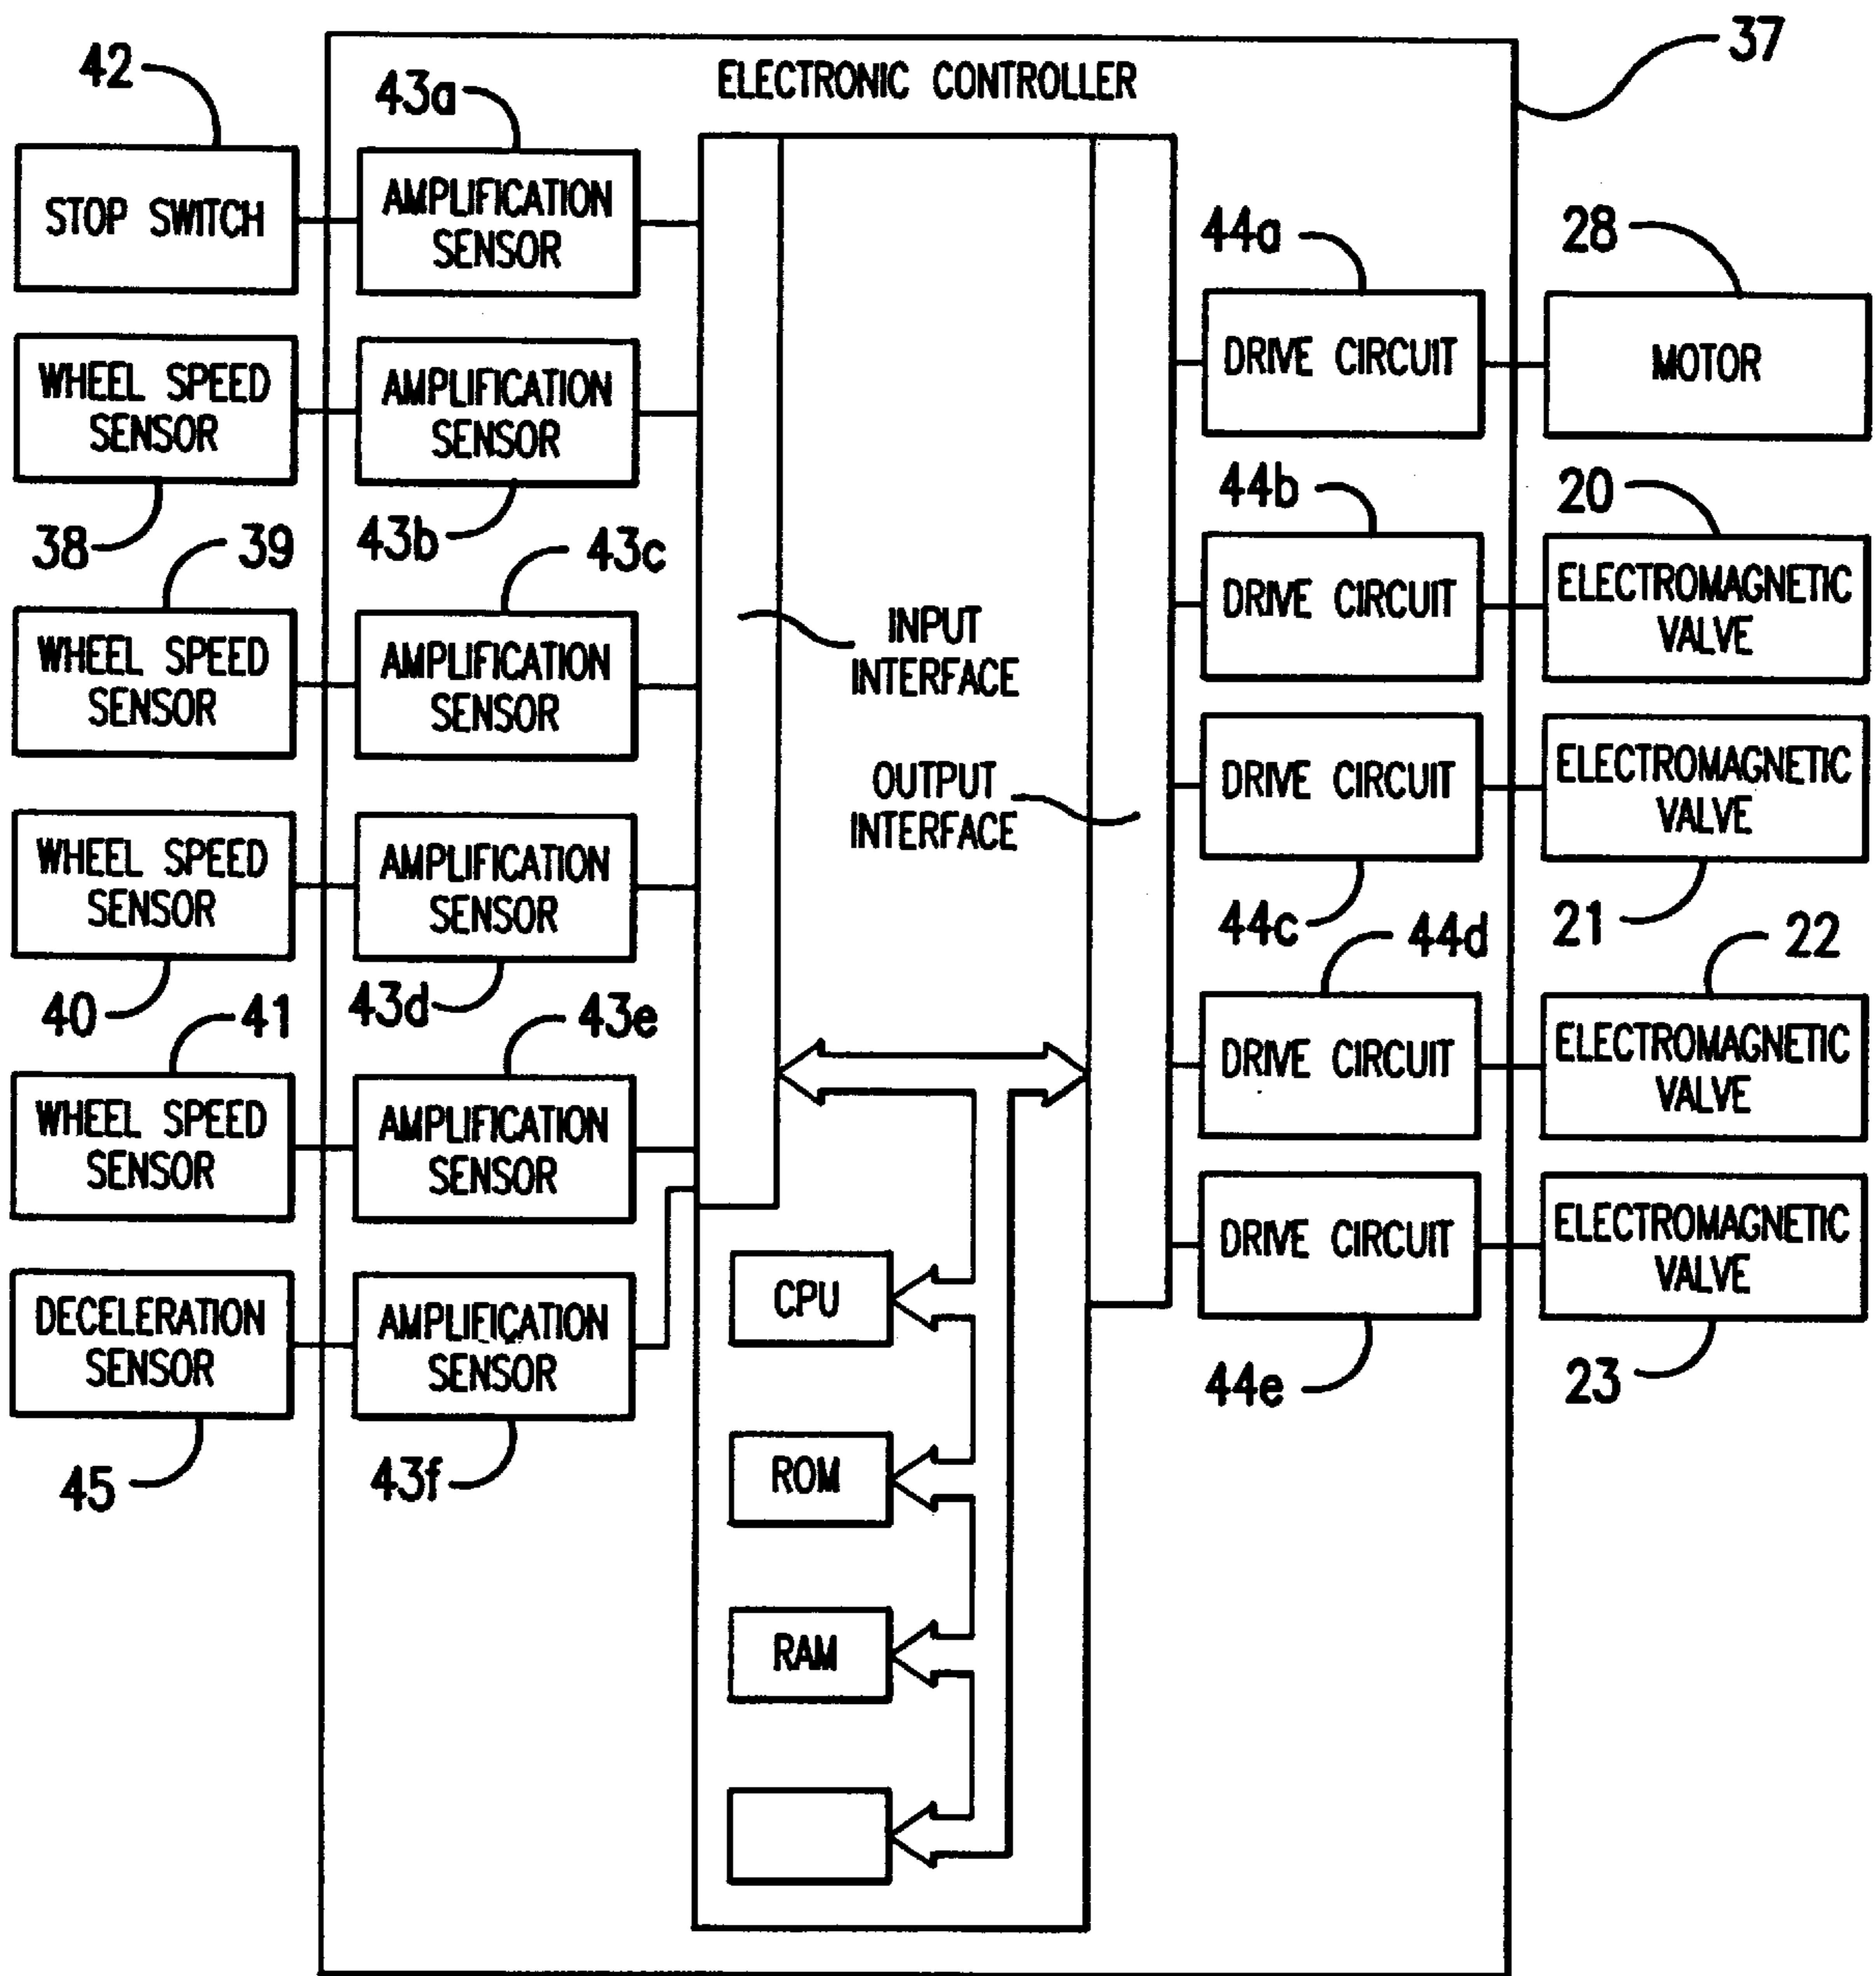 ELECTRONIC CONTROLLER
37
42
43a
STOP SWITCH
AMPLIFICATION
SENSOR
44a
28
WHEEL SPEED
SENSOR
AMPLIFICATION
SENSOR
DRIVE CIRCUIT
MOTOR
38
43b
44b
20
39
43c
WHEEL SPEED
SENSOR
AMPLIFICATION
SENSOR
INPUT
INTERFACE
DRIVE CIRCUIT
ELECTROMAGNETIC
VALVE
OUTPUT
INTERFACE
DRIVE CIRCUIT
ELECTROMAGNETIC
VALVE
WHEEL SPEED
SENSOR
AMPLIFICATION
SENSOR
44c
21
40
43d
44d
22
41
43e
WHEEL SPEED
SENSOR
AMPLIFICATION
SENSOR
DRIVE CIRCUIT
ELECTROMAGNETIC
VALVE
DECELERATION
SENSOR
AMPLIFICATION
SENSOR
CPU
DRIVE CIRCUIT
ELECTROMAGNETIC
VALVE
44e
23
45
43f
ROM
RAM